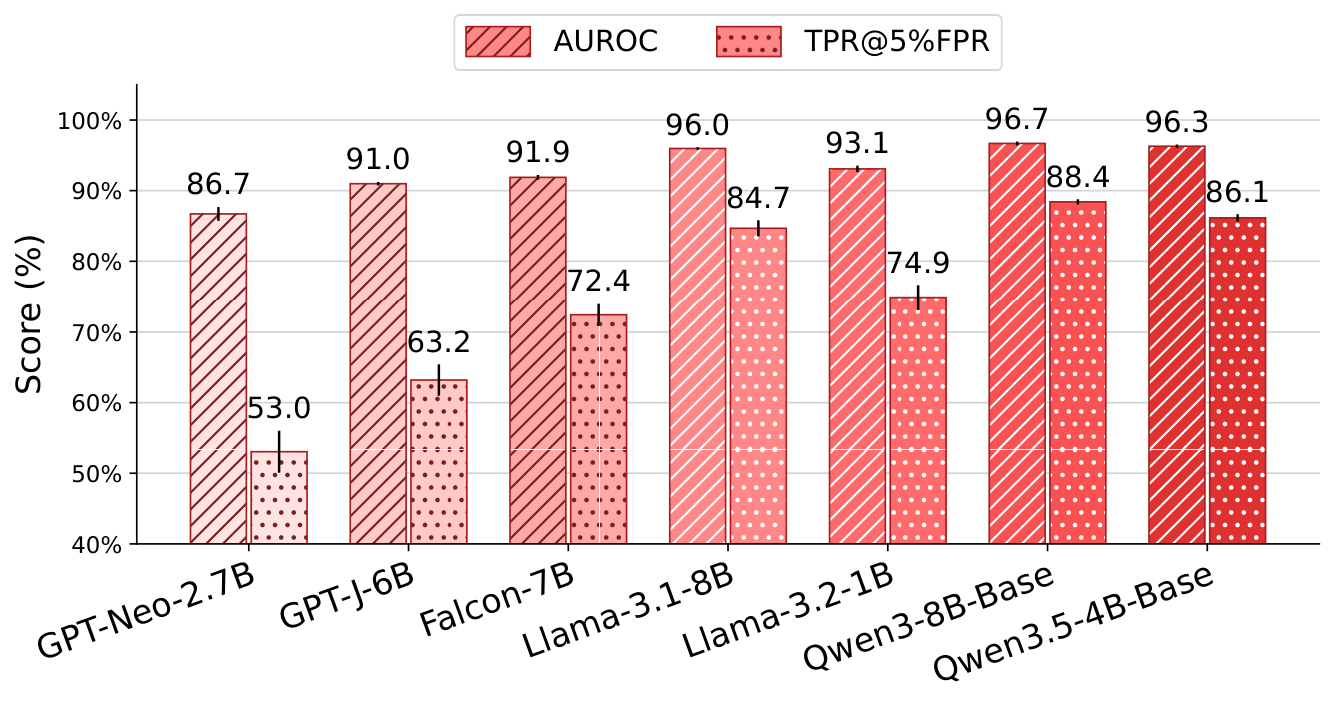 AUROC TPR@5%FPR
Score (%)
100%
90%
80%
70%
60%
50%
40%
86.7 53.0
91.0 63.2
91.9 72.4
96.0 84.7
93.1 74.9
96.7 88.4
96.3 86.1
GPT-Neo-2.7B
GPT-J-6B
Falcon-7B
Llama-3.1-8B
Llama-3.2-1B
Qwen3-8B-Base
Qwen3.5-4B-Base